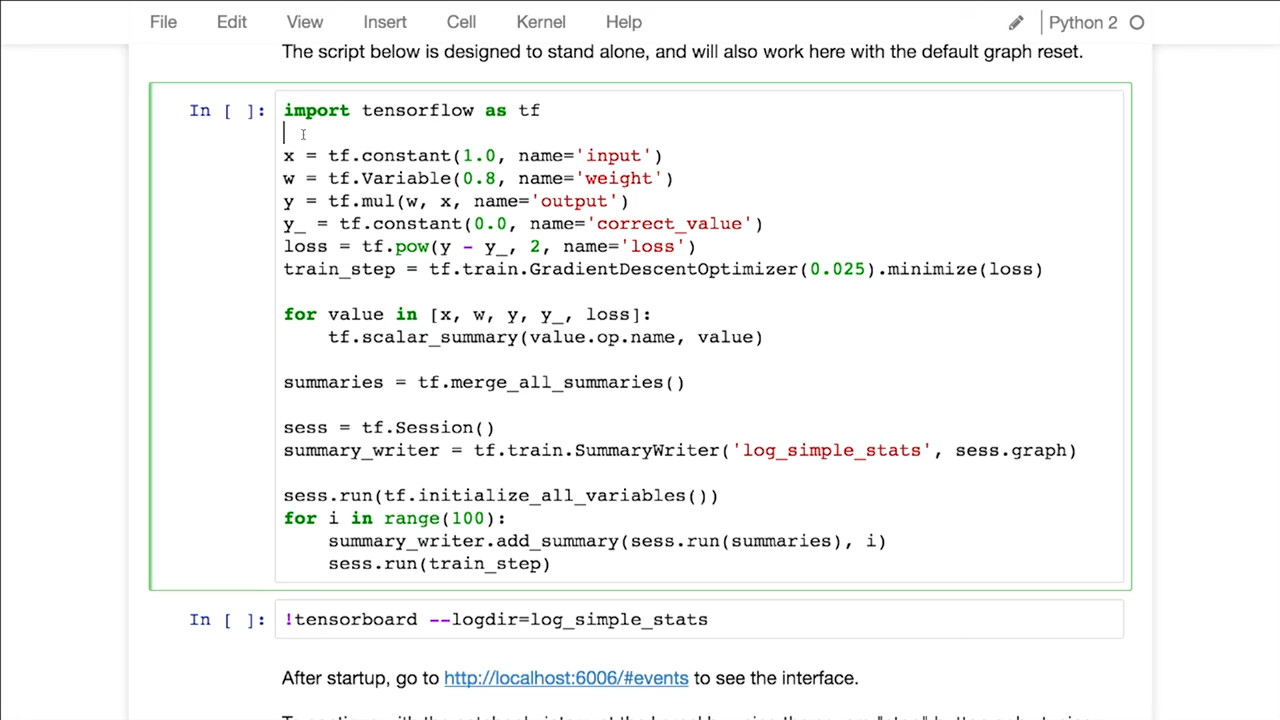 File Edit View Insert Cell Kernel Help Python 2
The script below is designed to stand alone, and will also work here with the default graph reset.
In [ ]: import tensorflow as tf
x = tf.constant(1.0, name='input')
w = tf.Variable(0.8, name='weight')
y = tf.mul(w, x, name='output')
y_ = tf.constant(0.0, name='correct_value')
loss = tf.pow(y - y_, 2, name='loss')
train_step = tf.train.GradientDescentOptimizer(0.025).minimize(loss)
for value in [x, w, y, y_, loss]:
    tf.scalar_summary(value.op.name, value)
summaries = tf.merge_all_summaries()
sess = tf.Session()
summary_writer = tf.train.SummaryWriter('log_simple_stats', sess.graph)
sess.run(tf.initialize_all_variables())
for i in range(100):
    summary_writer.add_summary(sess.run(summaries), i)
    sess.run(train_step)
In [ ]: !tensorboard --logdir=log_simple_stats
After startup, go to http://localhost:6006/#events to see the interface.